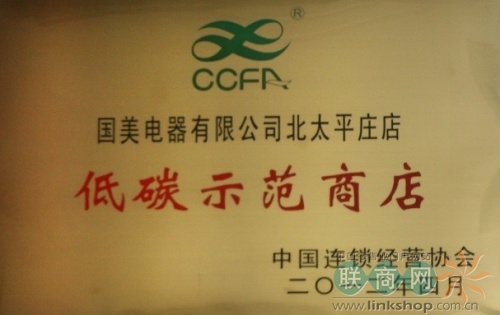 ®
CCFA
国美电器有限公司北太平庄店
低碳示范商店
中国连锁经营协会
二〇一二年四月
联商网
www.linkshop.com.cn